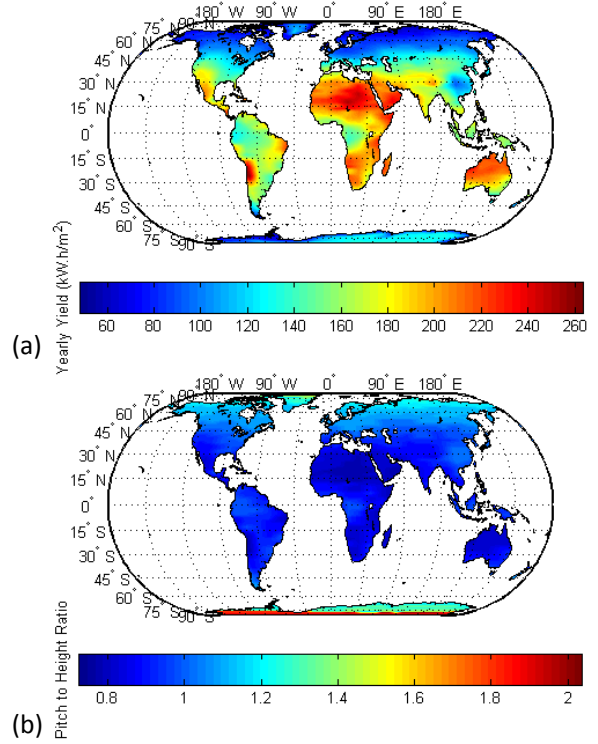 180° W 90° W 0° 90° E 180° E
90° N
75° N
60° N
45° N
30° N
15° N
0°
15° S
30° S
45° S
60° S
75° S
90° S
(a)
Yearly Yield (kW.h/m²)
60 80 100 120 140 160 180 200 220 240 260
180° W 90° W 0° 90° E 180° E
90° N
75° N
60° N
45° N
30° N
15° N
0°
15° S
30° S
45° S
60° S
75° S
90° S
(b)
Pitch to Height Ratio
0.8 1 1.2 1.4 1.6 1.8 2